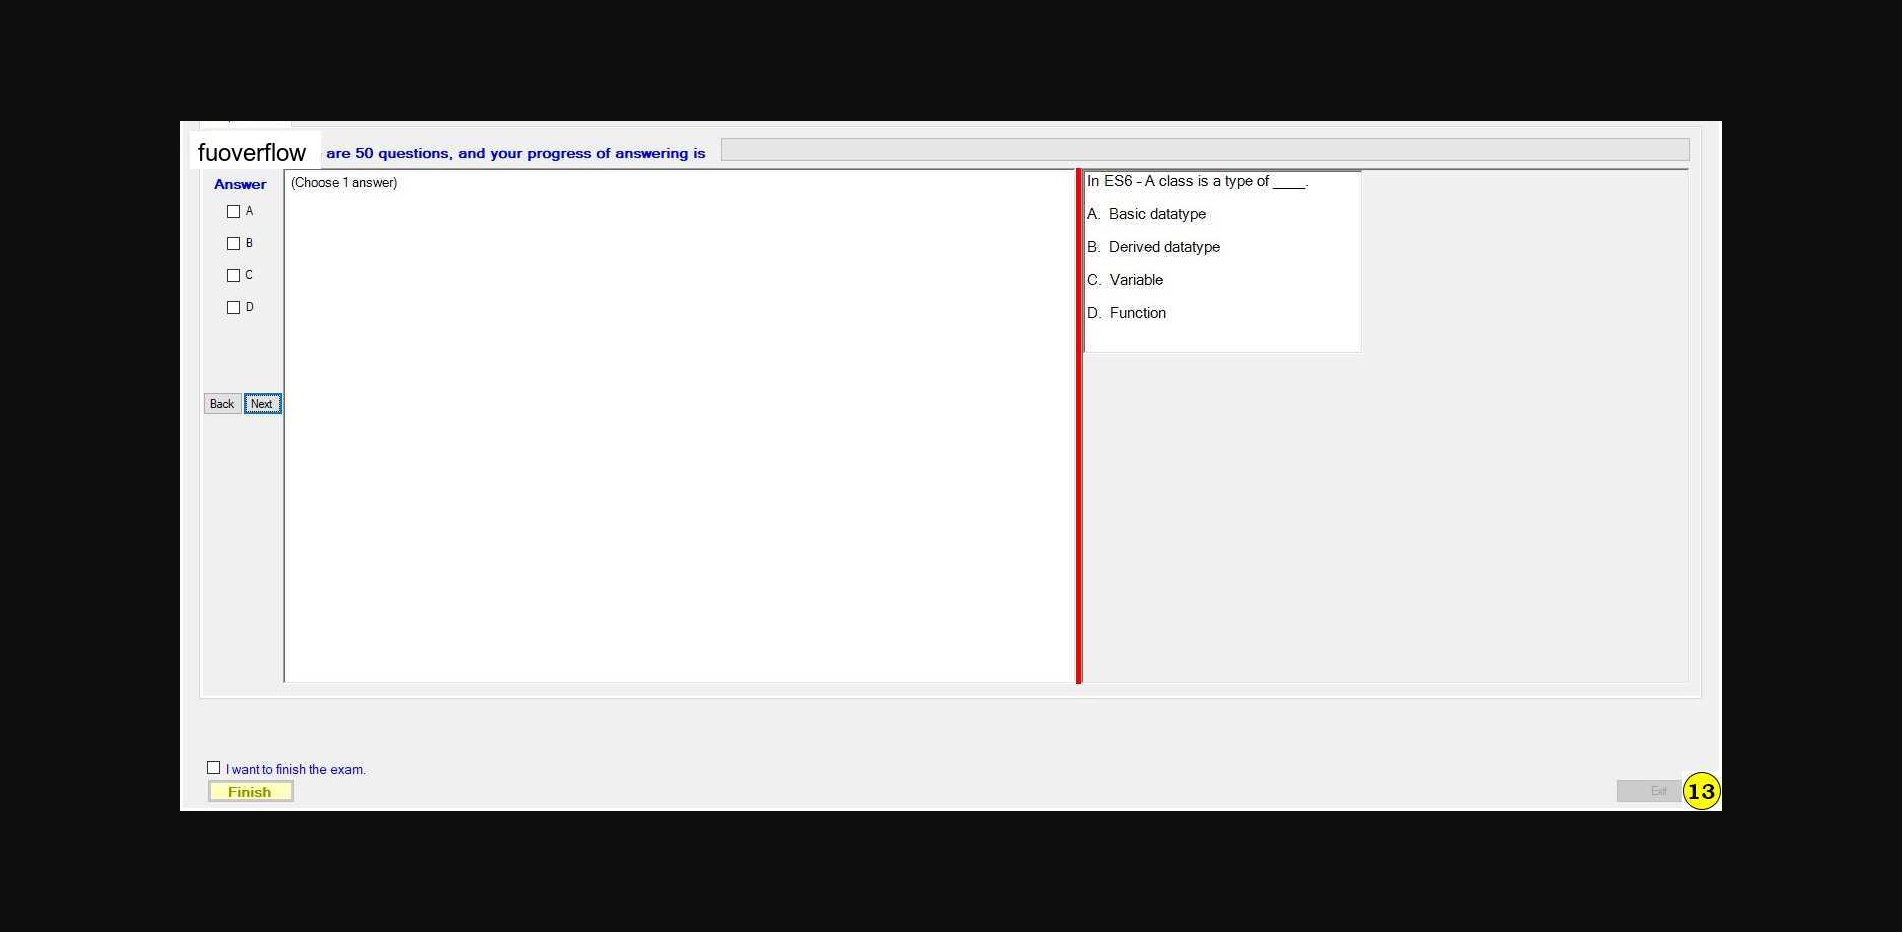 fuoverflow are 50 questions, and your progress of answering is
Answer
A
B
C
D
Back Next
(Choose 1 answer)
In ES6 - A class is a type of ____.
A. Basic datatype
B. Derived datatype
C. Variable
D. Function
I want to finish the exam.
Finish
Exit
13